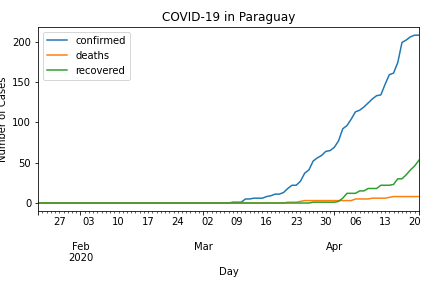 COVID-19 in Paraguay
confirmed
deaths
recovered
Number of Cases
200
150
100
50
0
27 03 10 17 24 02 09 16 23 30 06 13 20
Feb Mar Apr
2020
Day